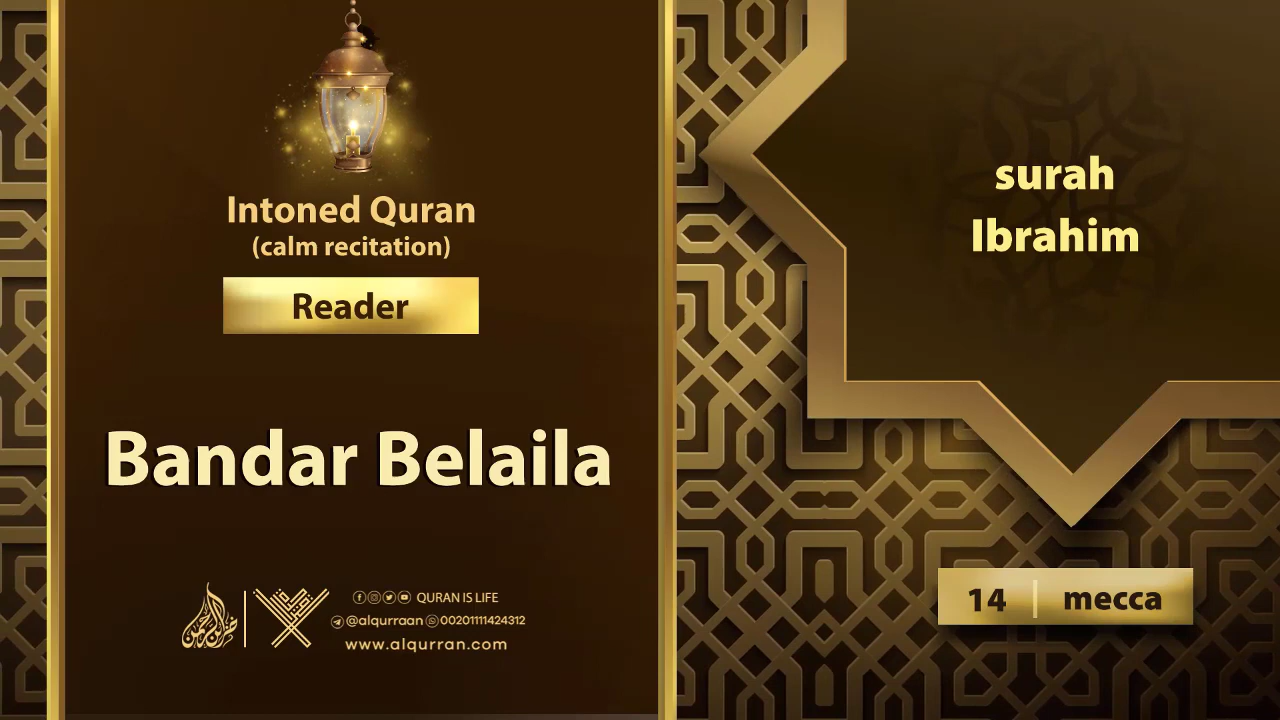 Intoned Quran
(calm recitation)
Reader
Bandar Belaila
QURAN IS LIFE
@alqurraan 00201111424312
www.alqurran.com
surah
Ibrahim
14 | mecca